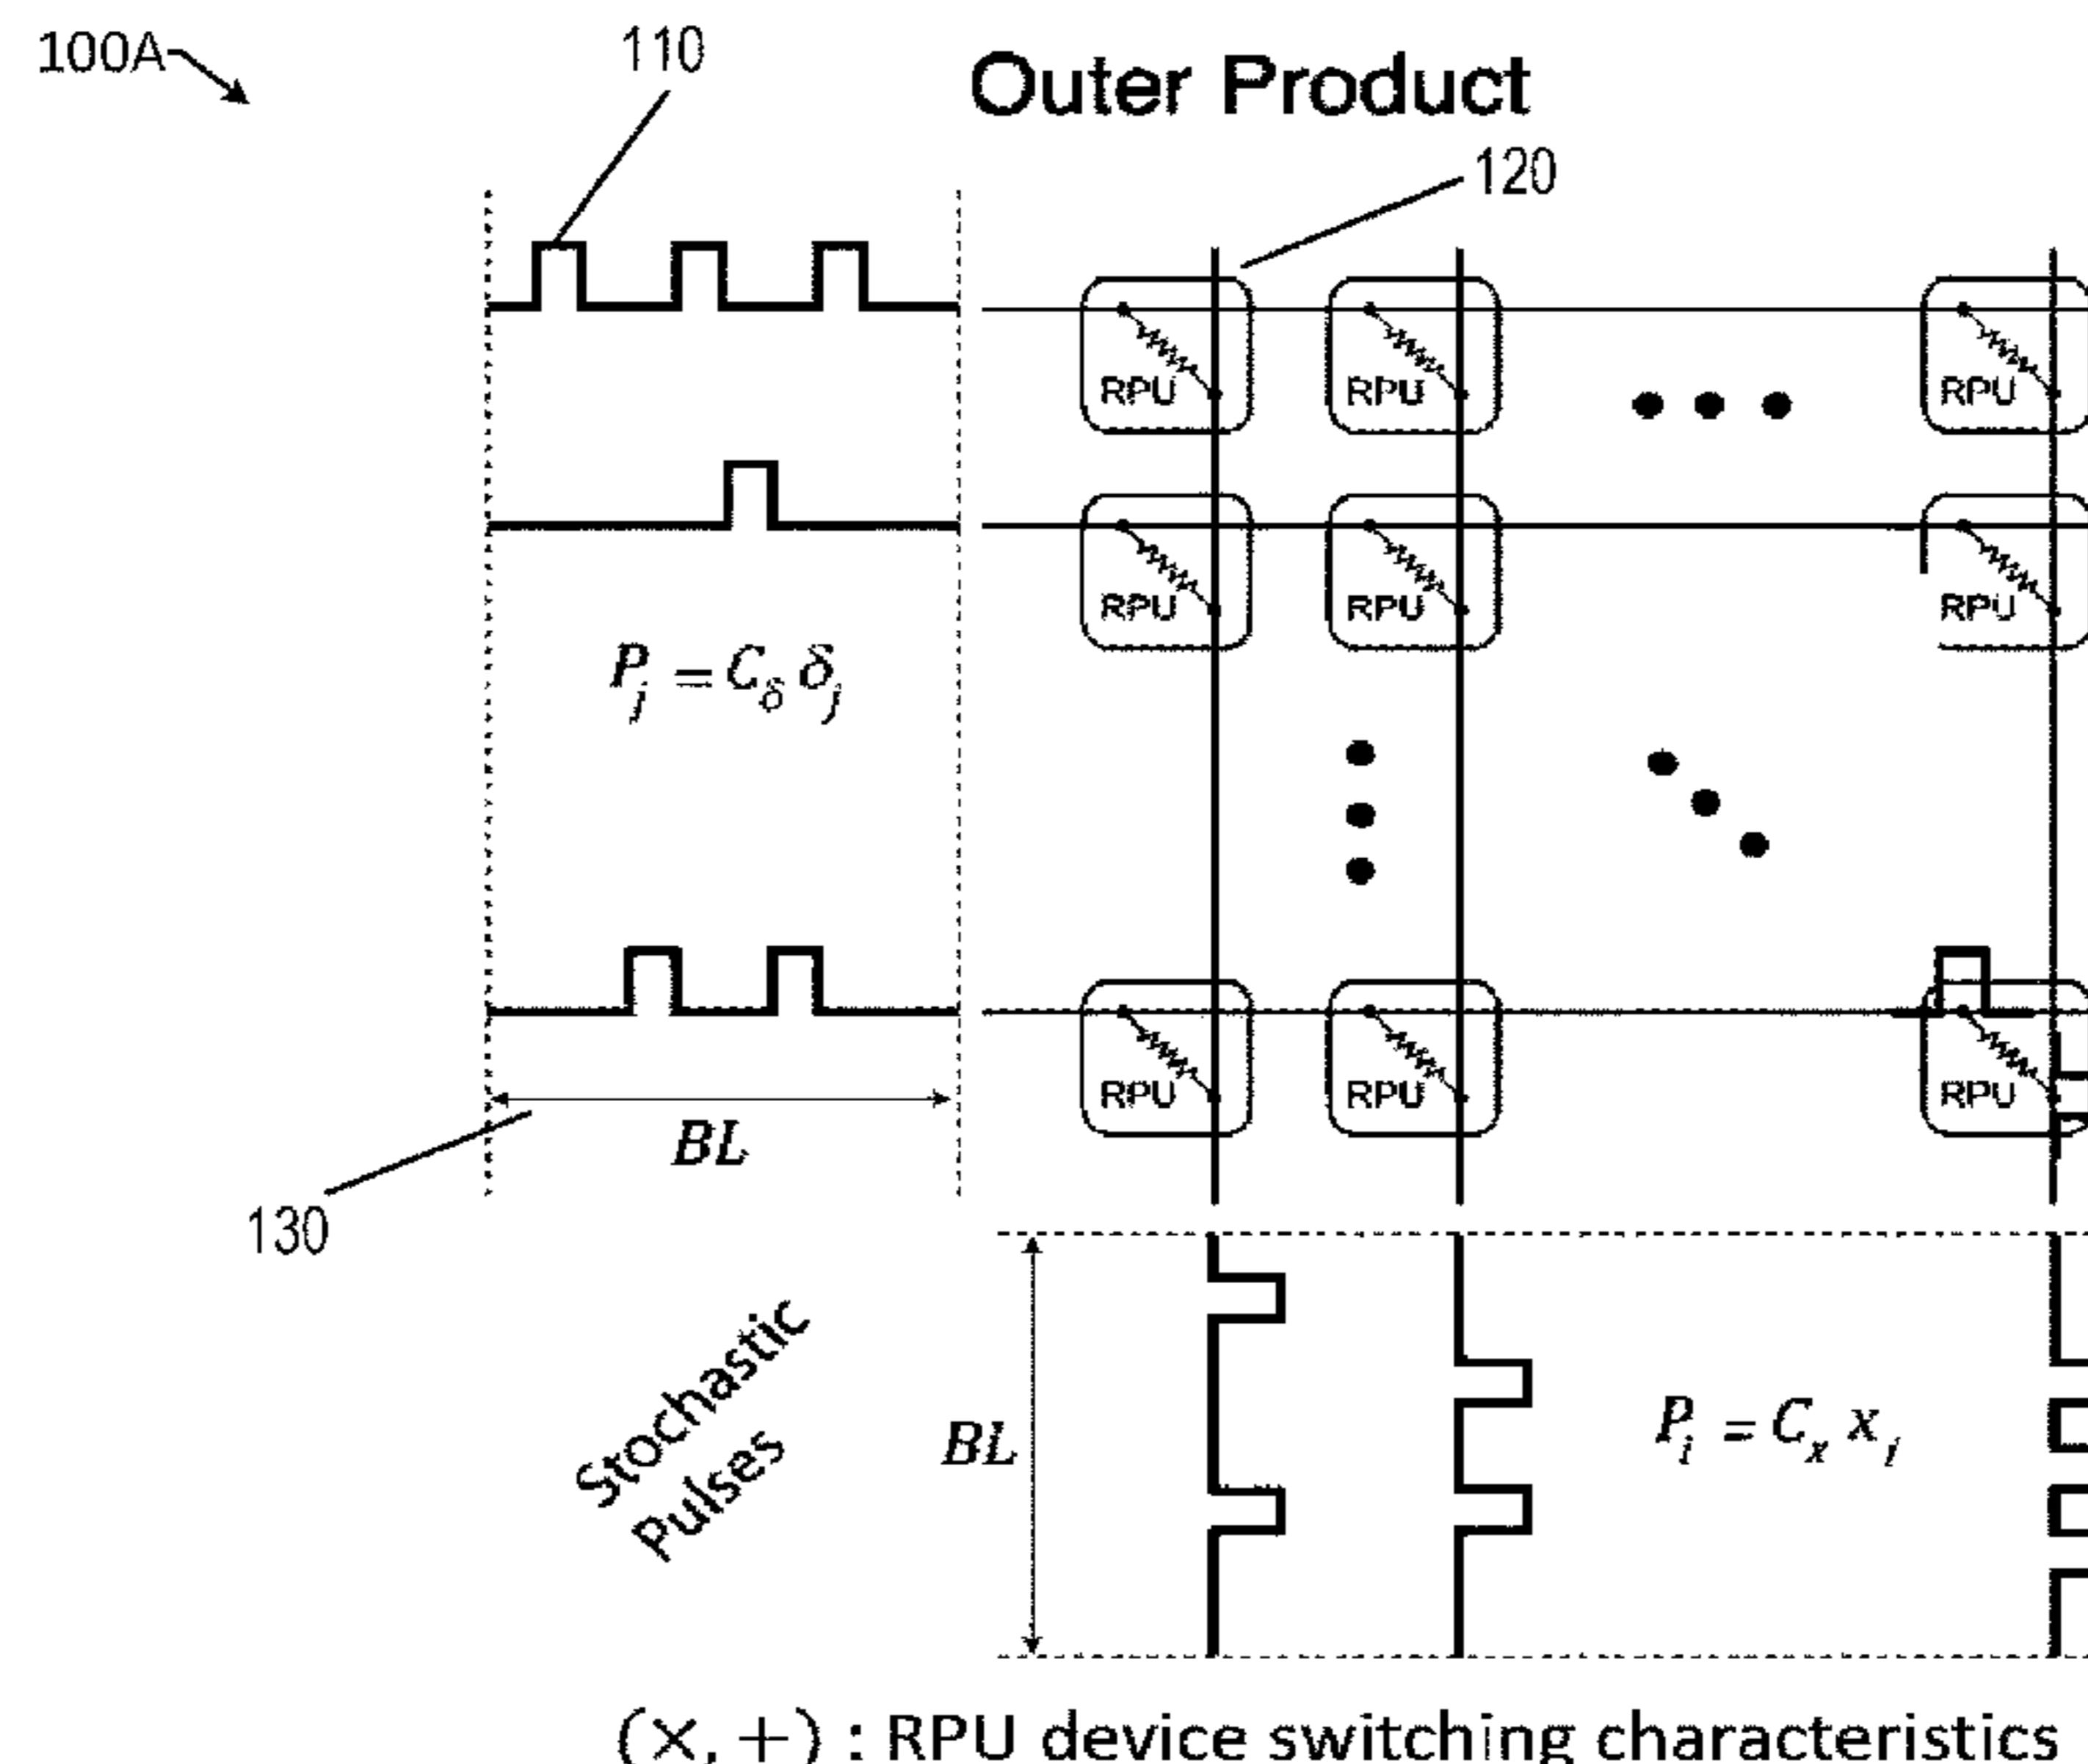 100A
110
Outer Product
120
RPU RPU RPU
RPU RPU RPU
P_j = C_δ δ_j
RPU RPU RPU
BL
130
Stochastic
Pulses
BL
P_i = C_x x_i
(×, +) : RPU device switching characteristics